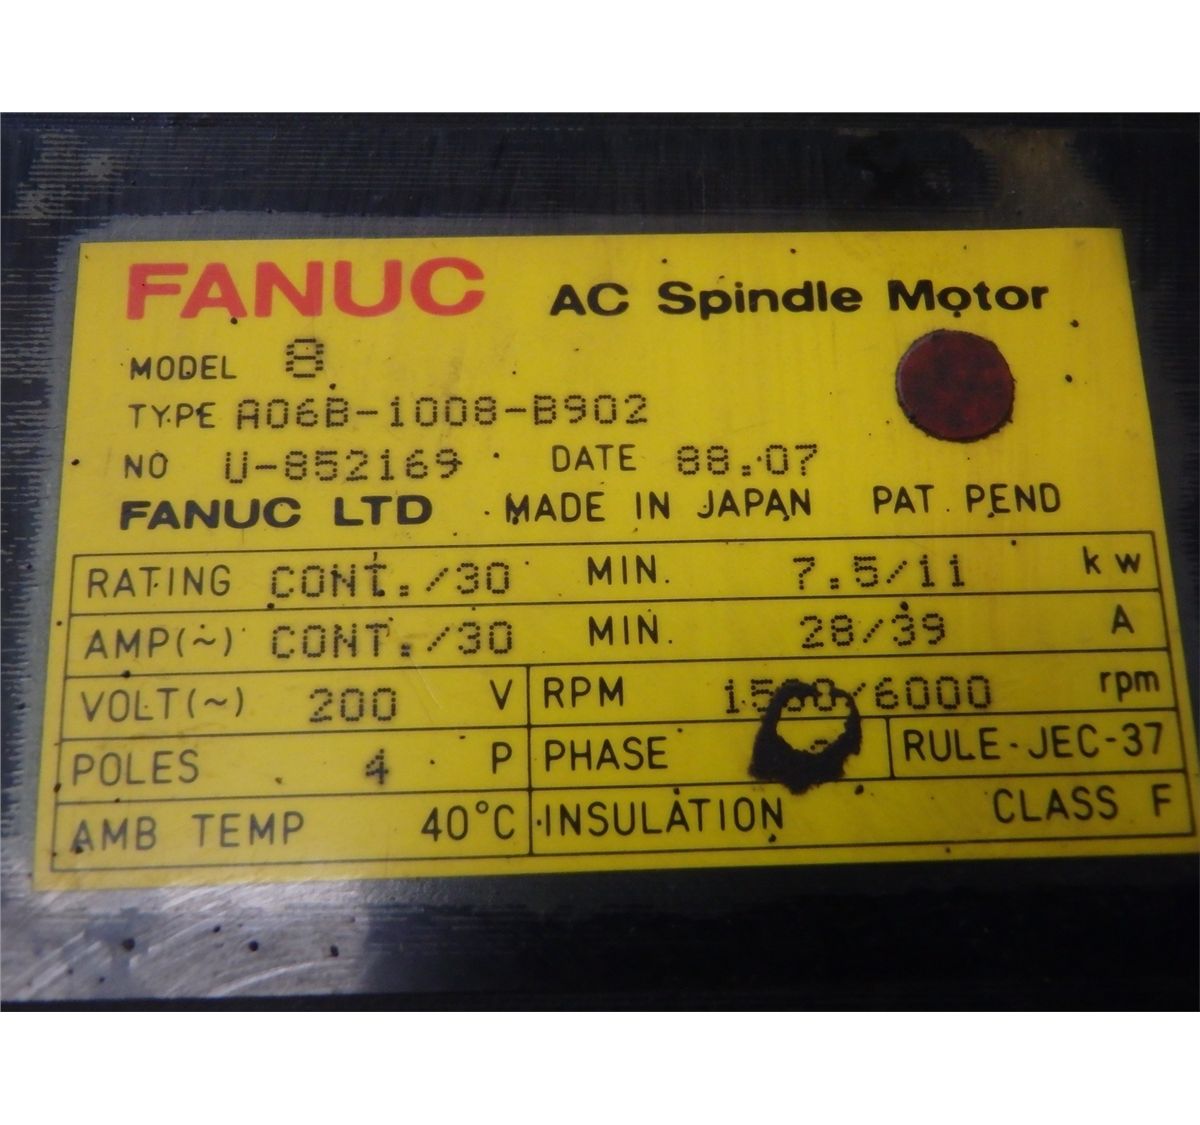 FANUC AC Spindle Motor
MODEL 8
TYPE A06B-1008-B902
NO U-852169 DATE 88.07
FANUC LTD MADE IN JAPAN PAT. PEND
RATING CONT./30 MIN. 7.5/11 kw
AMP(~) CONT./30 MIN. 28/39 A
VOLT(~) 200 V RPM 1500/6000 rpm
POLES 4 P PHASE RULE-JEC-37
AMB TEMP 40°C INSULATION CLASS F